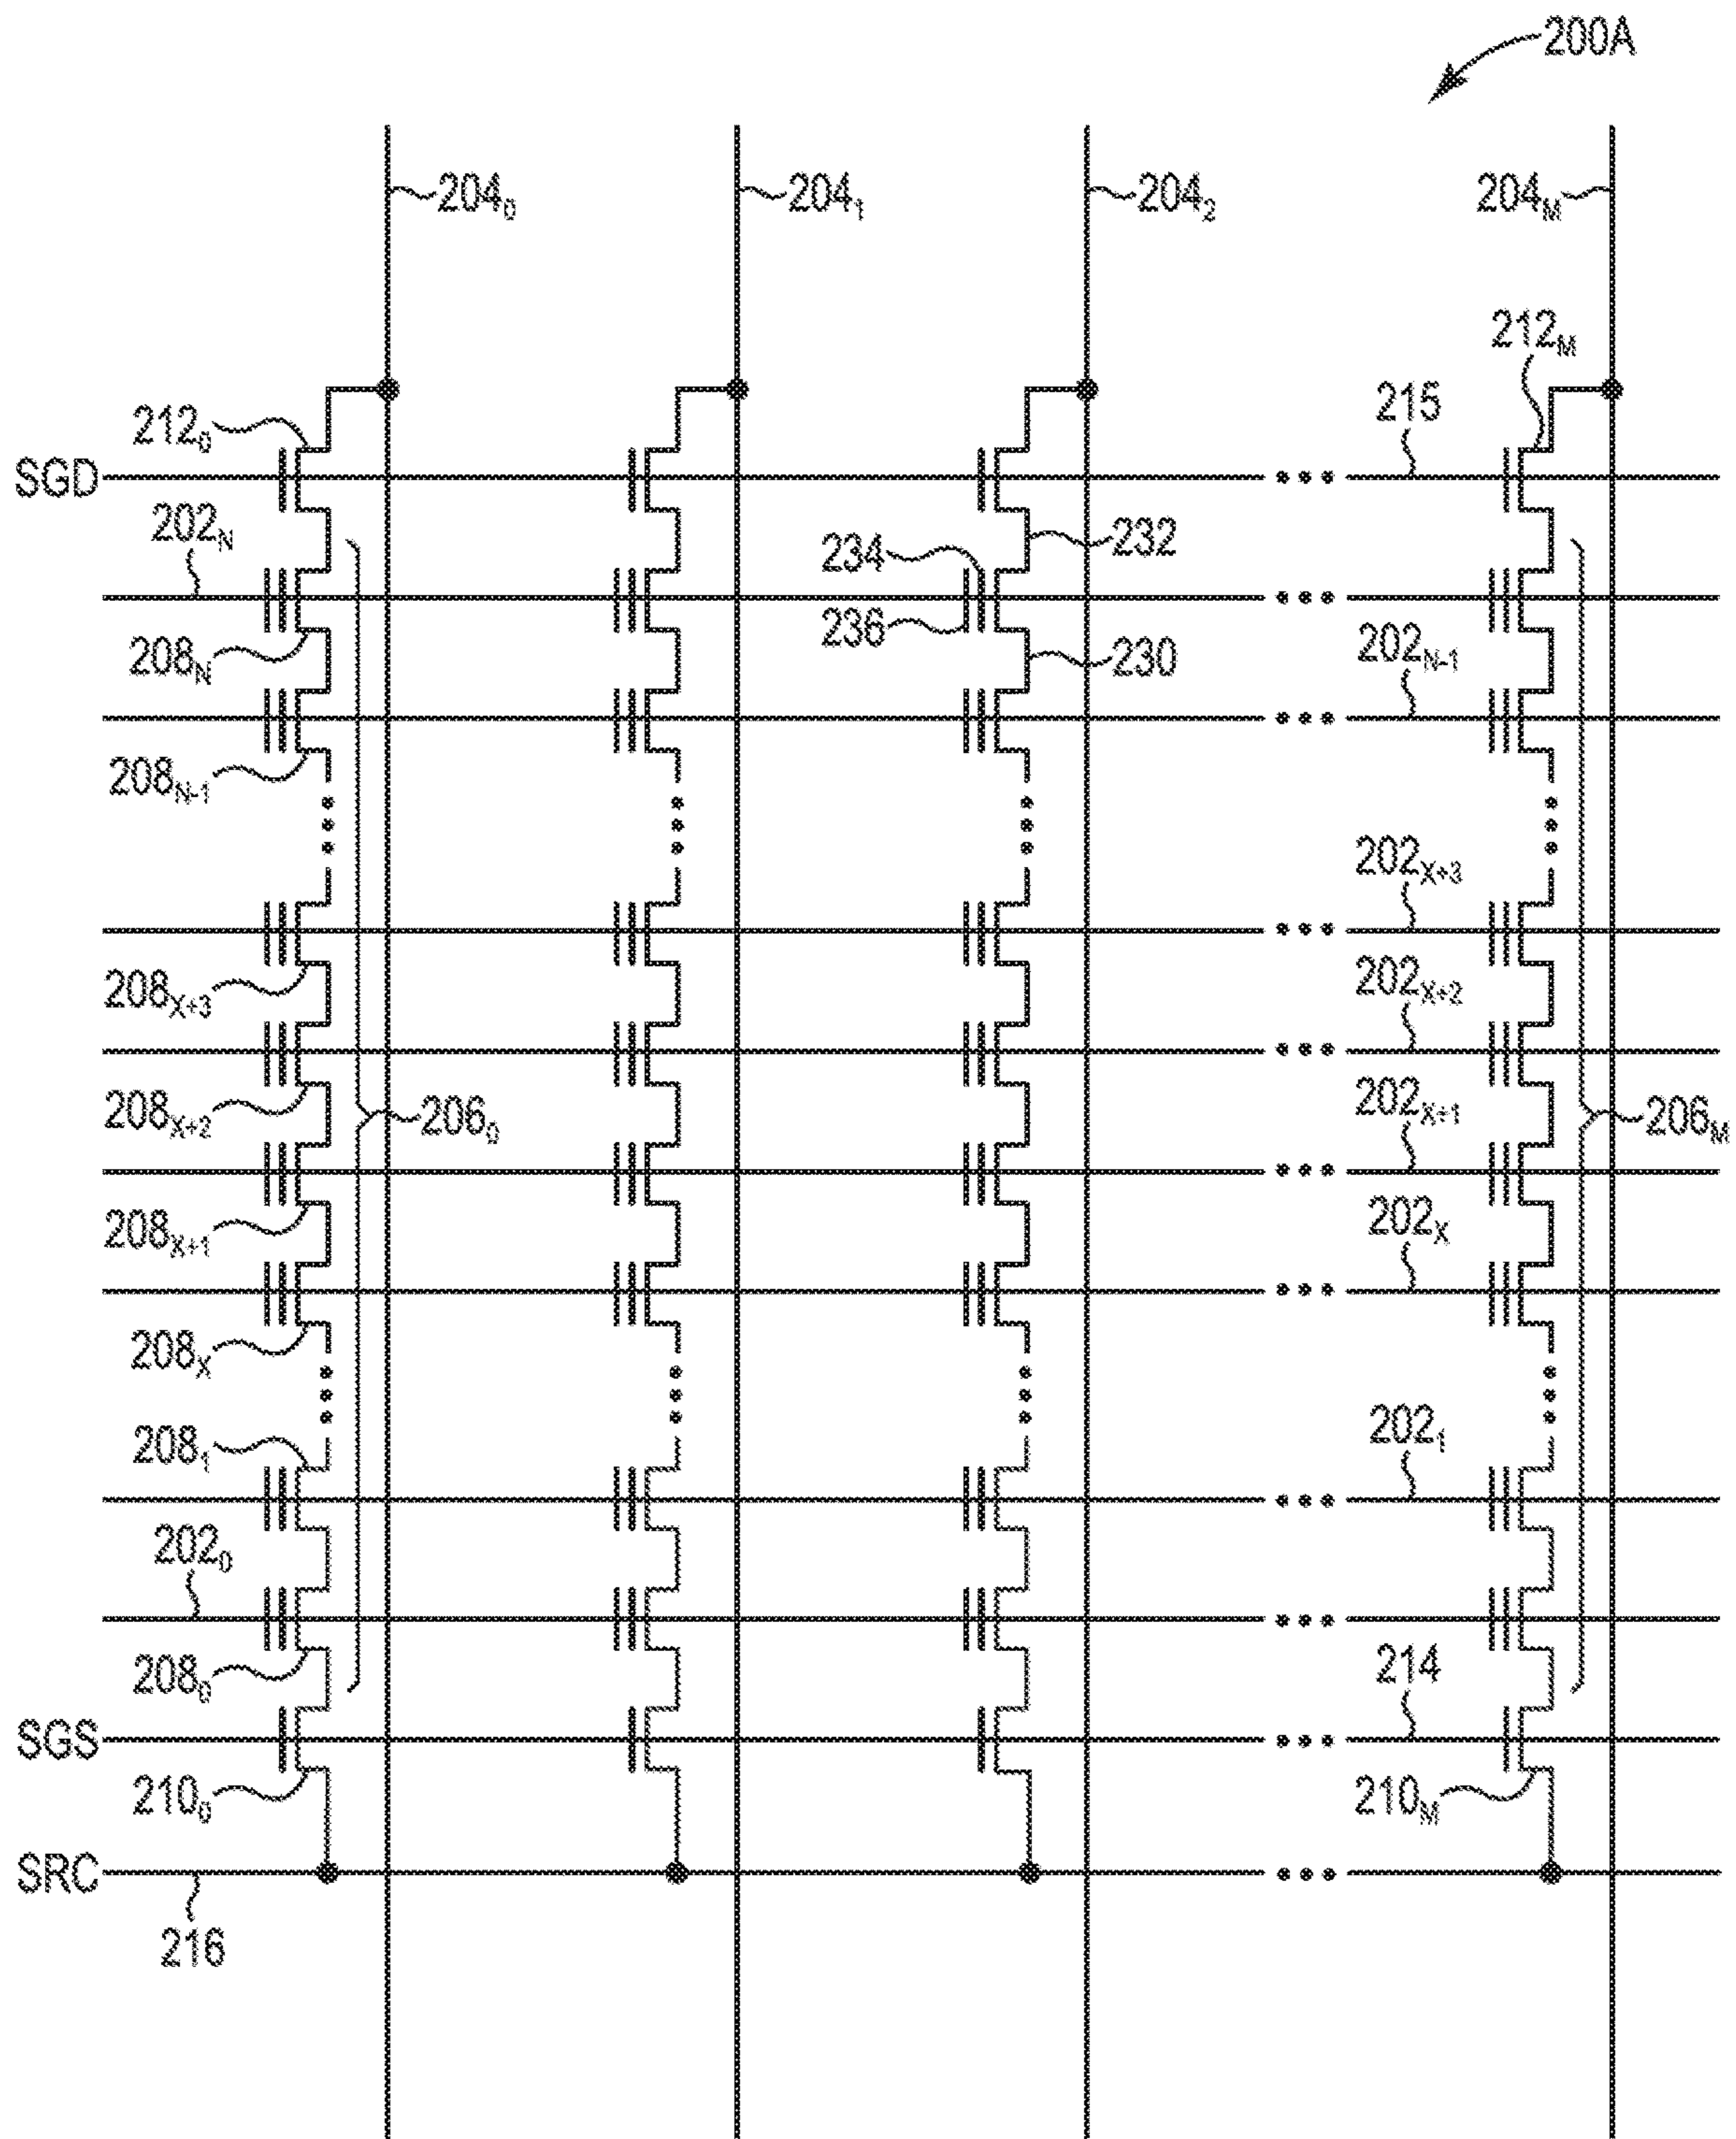 200A
204₀ 204₁ 204₂ 204M
212M
212₀ 215
SGD
202N
234 232
236
208N 230 202N-1
208N-1
202X+3
208X+3 202X+2
208X+2 206₀ 202X+1 206M
208X+1 202X
208X
208₁ 202₁
202₀
208₀ 214
SGS
210₀ 210M
SRC
216